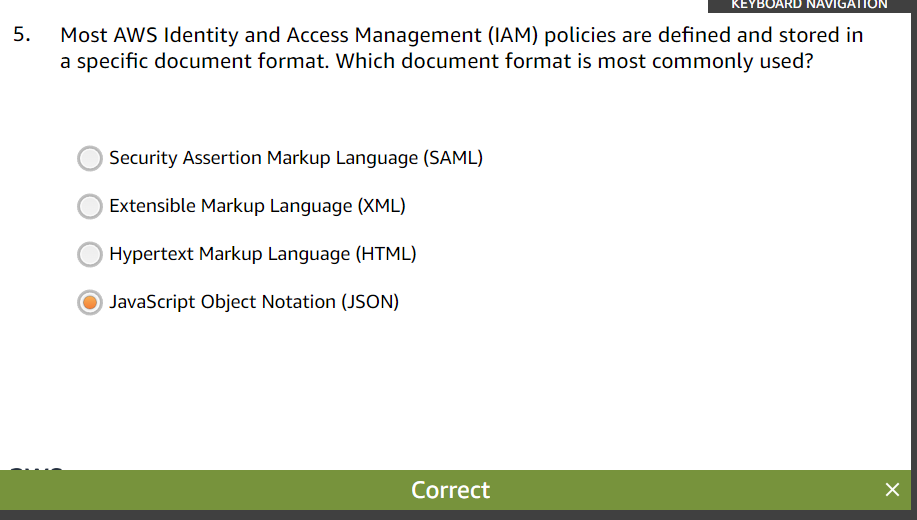 KEYBOARD NAVIGATION
5. Most AWS Identity and Access Management (IAM) policies are defined and stored in
a specific document format. Which document format is most commonly used?
Security Assertion Markup Language (SAML)
Extensible Markup Language (XML)
Hypertext Markup Language (HTML)
JavaScript Object Notation (JSON)
Correct